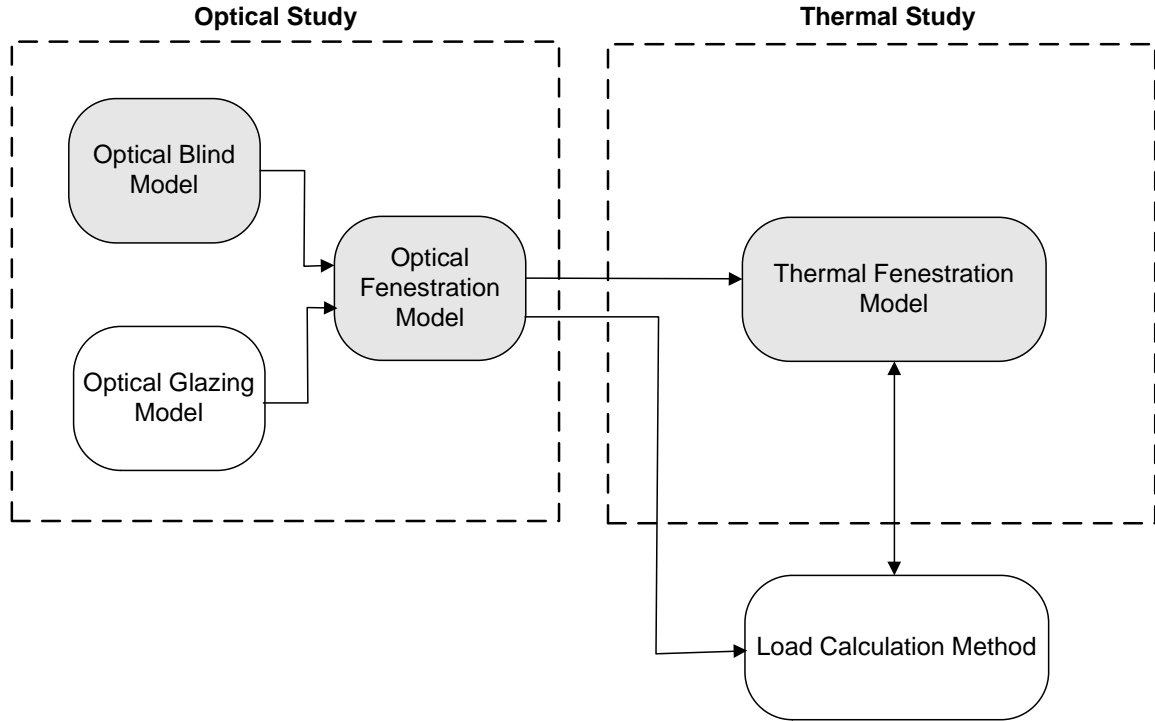 Optical Study
Thermal Study
Optical Blind
Model
Optical
Fenestration
Model
Thermal Fenestration
Model
Optical Glazing
Model
Load Calculation Method